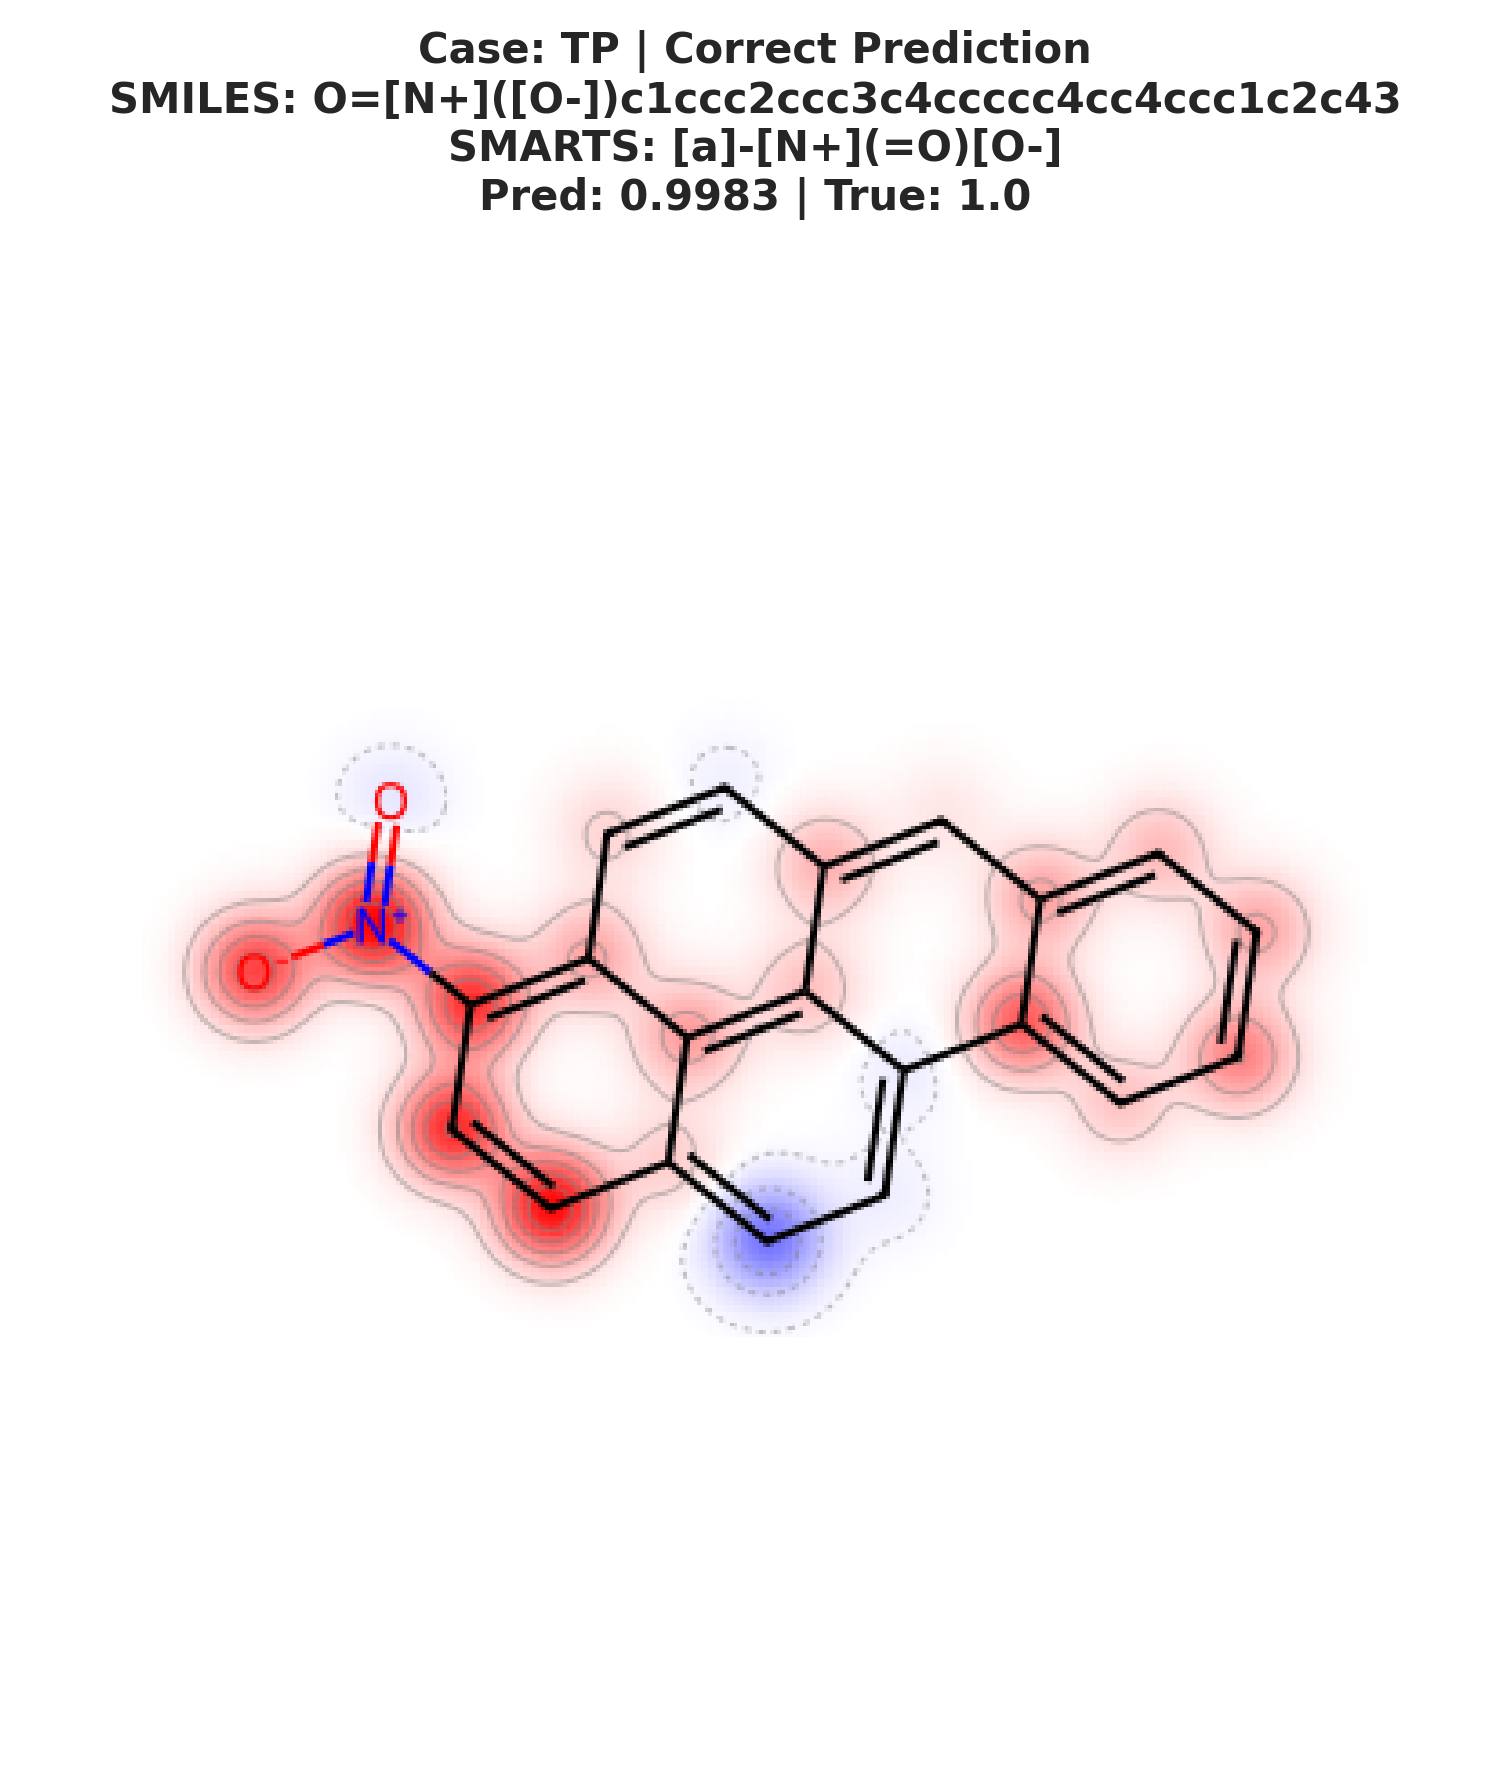 Case: TP | Correct Prediction
SMILES: O=[N+]([O-])c1ccc2ccc3c4ccccc4cc4ccc1c2c43
SMARTS: [a]-[N+](=O)[O-]
Pred: 0.9983 | True: 1.0
O
N+
O-